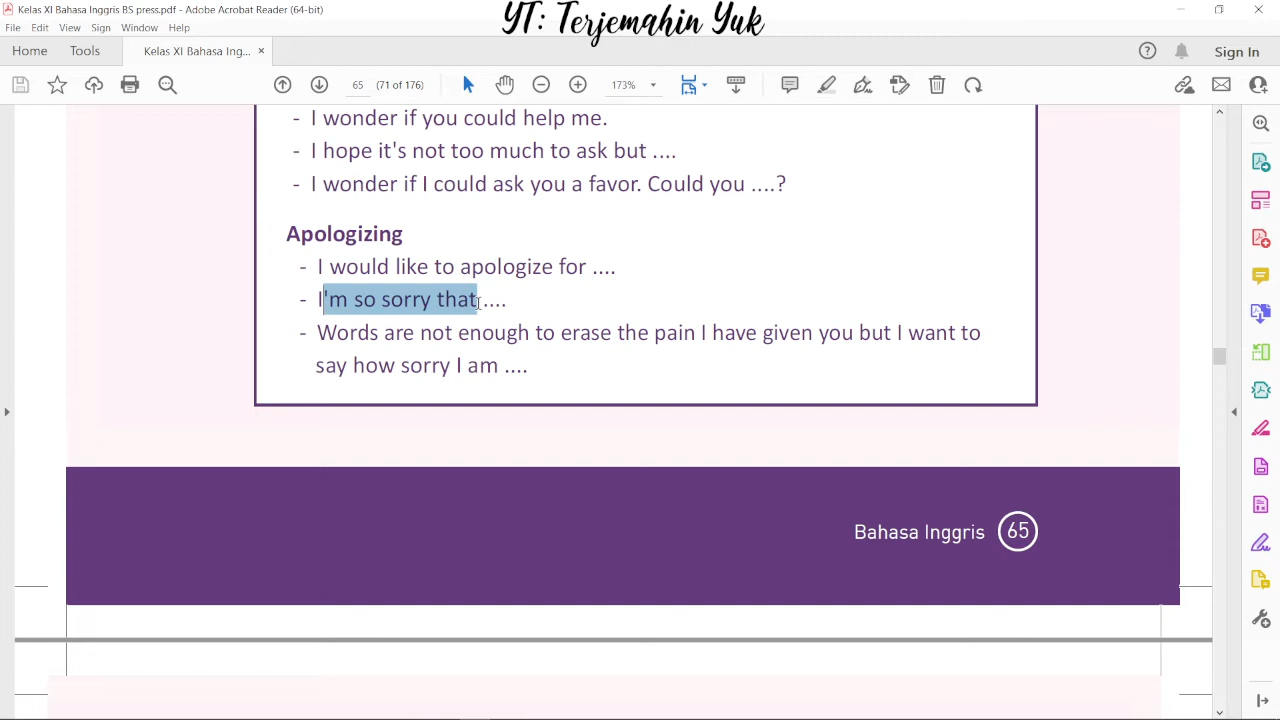 Kelas XI Bahasa Inggris BS press.pdf - Adobe Acrobat Reader (64-bit)
YT: Terjemahin Yuk
File Edit View Sign Window Help
Home Tools Kelas XI Bahasa Ing... × Sign In
65 (71 of 176) 173%
- I wonder if you could help me.
- I hope it's not too much to ask but ....
- I wonder if I could ask you a favor. Could you ....?
Apologizing
- I would like to apologize for ....
- I'm so sorry that ....
- Words are not enough to erase the pain I have given you but I want to
say how sorry I am ....
Bahasa Inggris 65